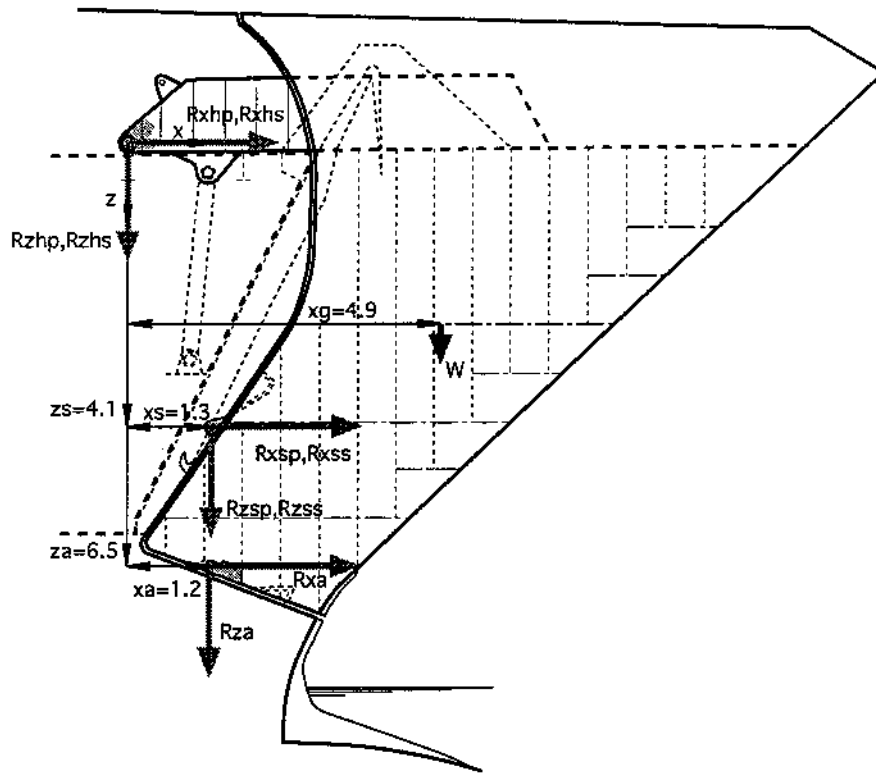 Rxhp,Rxhs
x
z
Rzhp,Rzhs
xg=4.9
W
zs=4.1
xs=1.3
Rxsp,Rxss
Rzsp,Rzss
za=6.5
xa=1.2
Rxa
Rza